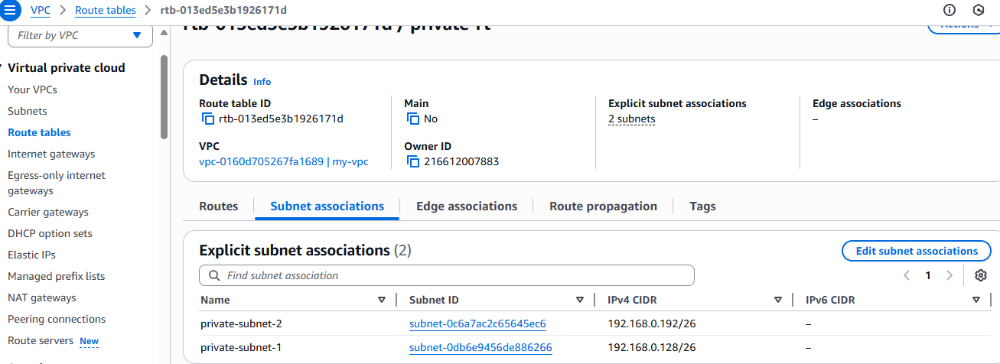 VPC > Route tables > rtb-013ed5e3b1926171d
Filter by VPC
rtb-013ed5e3b1926171d / private-rt
Actions
Virtual private cloud
Your VPCs
Subnets
Route tables
Internet gateways
Egress-only internet
gateways
Carrier gateways
DHCP option sets
Elastic IPs
Managed prefix lists
NAT gateways
Peering connections
Route servers New
Details Info
Route table ID
rtb-013ed5e3b1926171d
Main
No
Explicit subnet associations
2 subnets
Edge associations
–
VPC
vpc-0160d705267fa1689 | my-vpc
Owner ID
216612007883
Routes Subnet associations Edge associations Route propagation Tags
Explicit subnet associations (2)
Edit subnet associations
Find subnet association
1
Name Subnet ID IPv4 CIDR IPv6 CIDR
private-subnet-2 subnet-0c6a7ac2c65645ec6 192.168.0.192/26 –
private-subnet-1 subnet-0db6e9456de886266 192.168.0.128/26 –